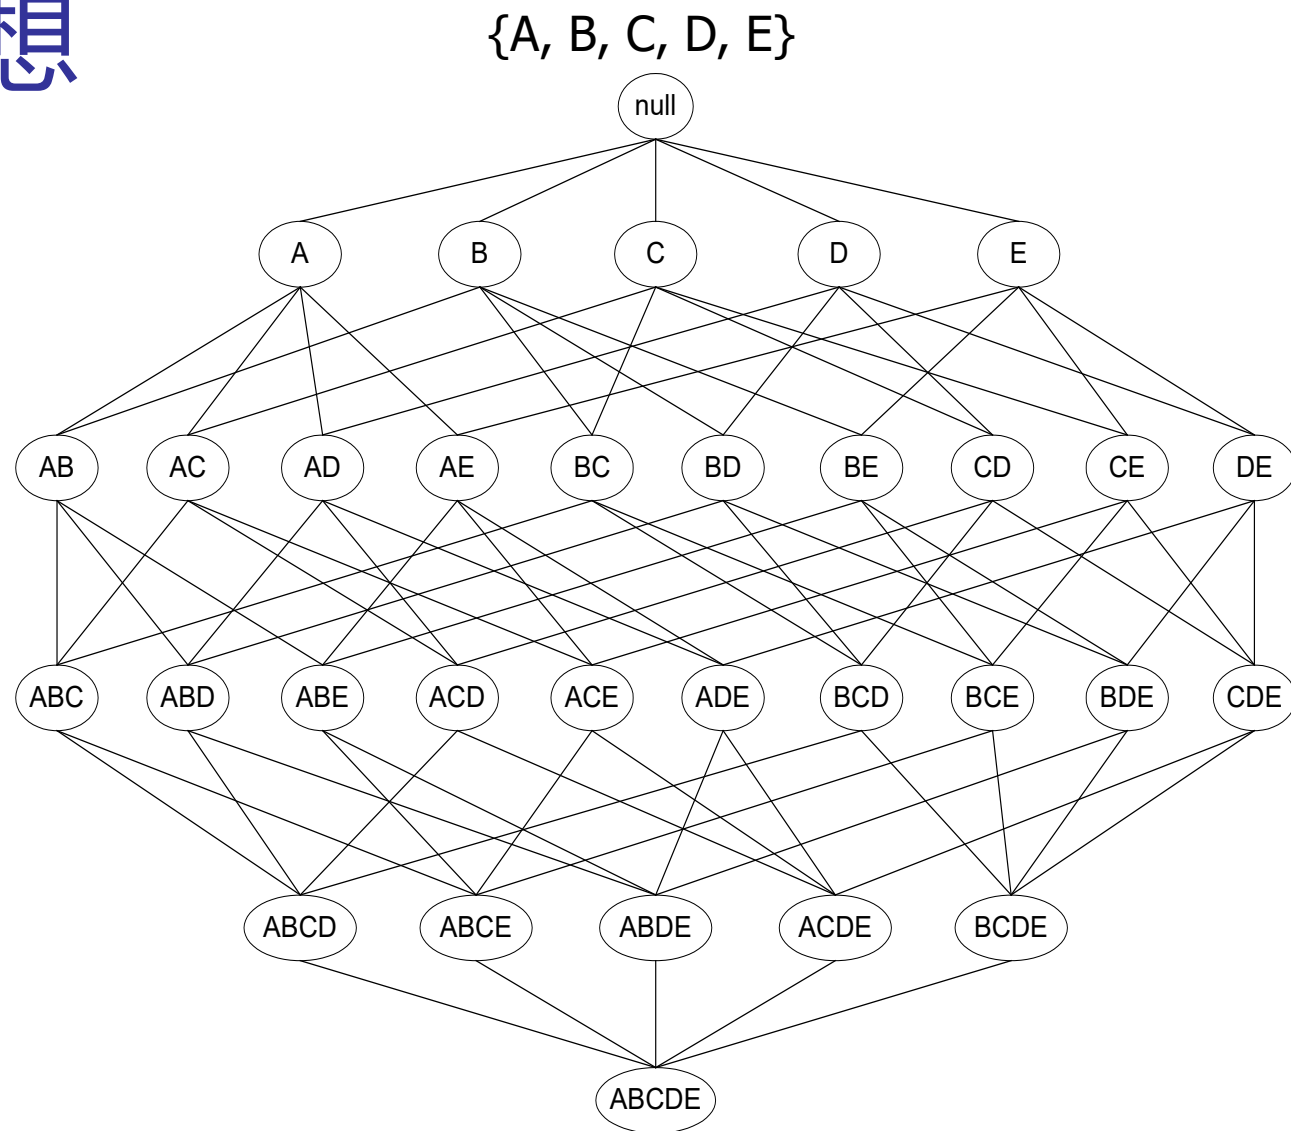 想
{A, B, C, D, E}
null
A B C D E
AB AC AD AE BC BD BE CD CE DE
ABC ABD ABE ACD ACE ADE BCD BCE BDE CDE
ABCD ABCE ABDE ACDE BCDE
ABCDE